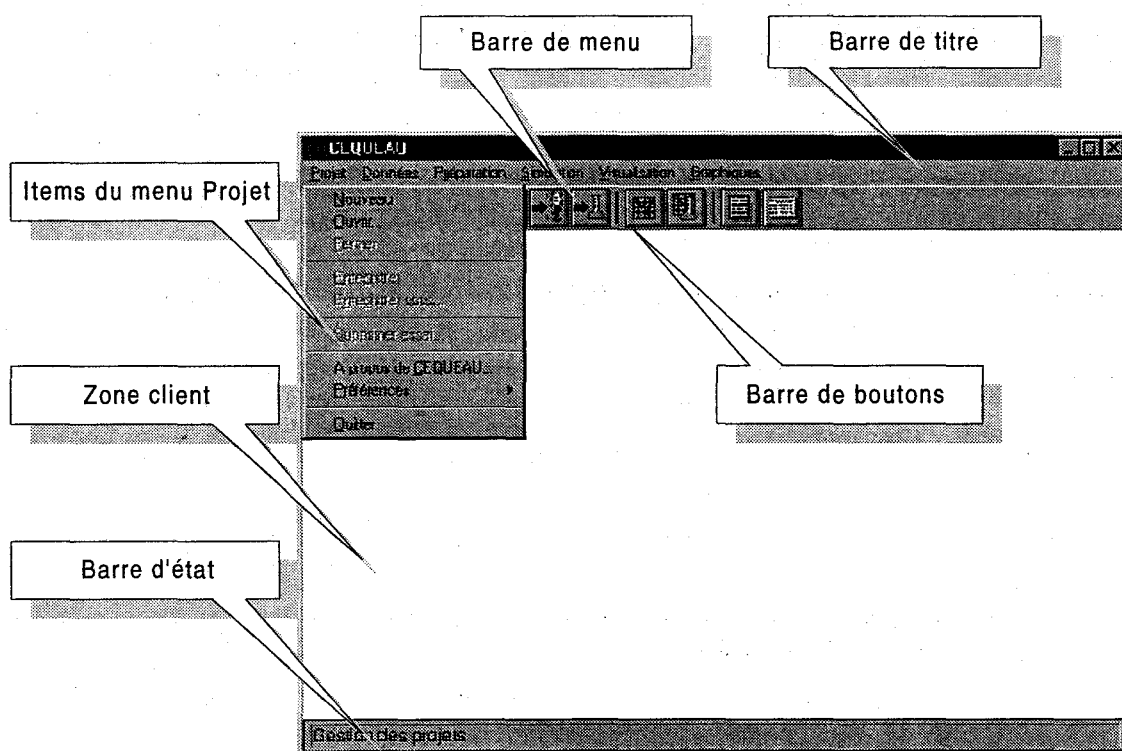 Barre de menu
Barre de titre
CEQUEAU
Projet Données Préparation Simulation Visualisation Graphiques
Items du menu Projet
Nouveau
Ouvrir...
Fermer
Enregistrer
Enregistrer sous...
Supprimer essai...
A propos de CEQUEAU...
Préférences
Quitter
Zone client
Barre de boutons
Barre d'état
Gestion des projets